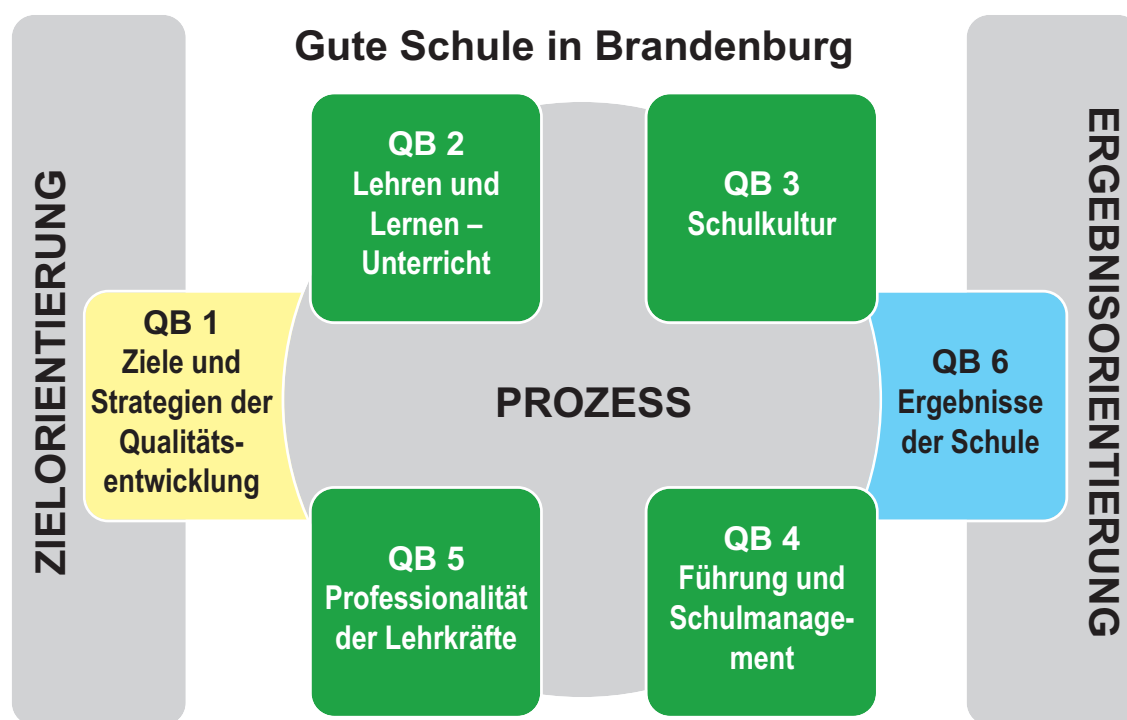 Gute Schule in Brandenburg
ZIELORIENTIERUNG
QB 1
Ziele und
Strategien der
Qualitäts-
entwicklung
QB 2
Lehren und
Lernen –
Unterricht
QB 3
Schulkultur
PROZESS
QB 5
Professionalität
der Lehrkräfte
QB 4
Führung und
Schulmanage-
ment
QB 6
Ergebnisse
der Schule
ERGEBNISORIENTIERUNG